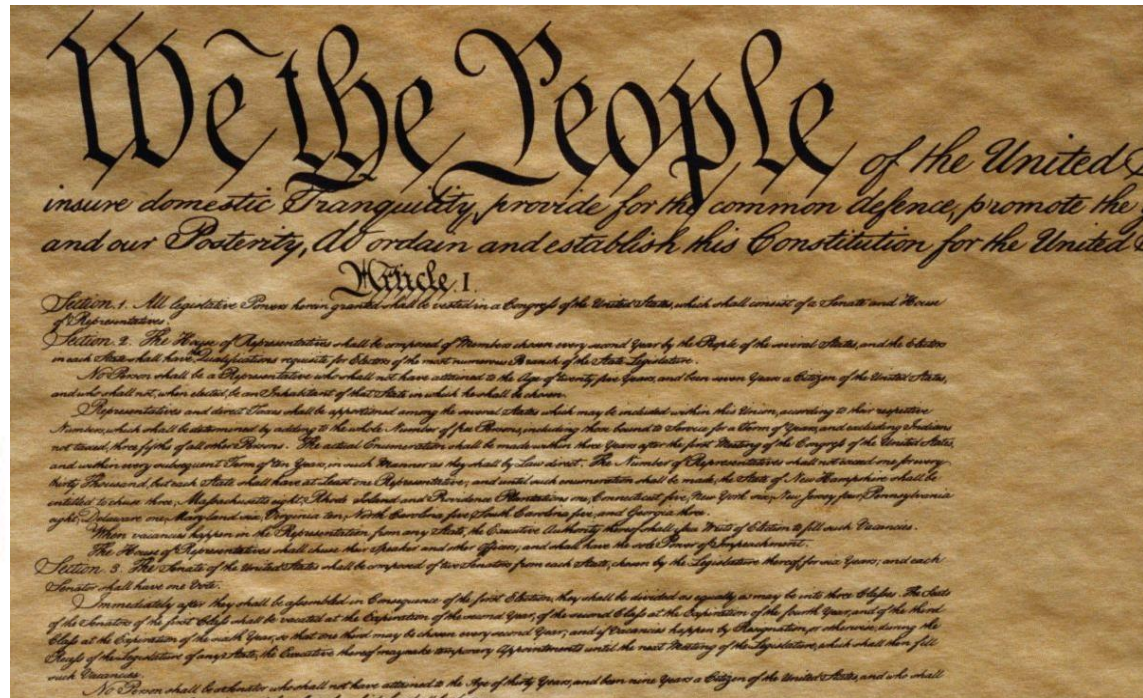 We the People of the United S
insure domestic Tranquility, provide for the common defence, promote the
and our Posterity, do ordain and establish this Constitution for the United S
Article. I.
Section. 1. All legislative Powers herein granted shall be vested in a Congress of the United States, which shall consist of a Senate and House
of Representatives.
Section. 2. The House of Representatives shall be composed of Members chosen every second Year by the People of the several States, and the Electors
in each State shall have the Qualifications requisite for Electors of the most numerous Branch of the State Legislature.
No Person shall be a Representative who shall not have attained to the Age of twenty five Years, and been seven Years a Citizen of the United States,
and who shall not, when elected, be an Inhabitant of that State in which he shall be chosen.
Representatives and direct Taxes shall be apportioned among the several States which may be included within this Union, according to their respective
Numbers, which shall be determined by adding to the whole Number of free Persons, including those bound to Service for a Term of Years, and excluding Indians
not taxed, three fifths of all other Persons. The actual Enumeration shall be made within three Years after the first Meeting of the Congress of the United States,
and within every subsequent Term of ten Years, in such Manner as they shall by Law direct. The Number of Representatives shall not exceed one for every
thirty Thousand, but each State shall have at Least one Representative; and until such enumeration shall be made, the State of New Hampshire shall be
entitled to chuse three, Massachusetts eight, Rhode Island and Providence Plantations one, Connecticut five, New York six, New Jersey four, Pennsylvania
eight, Delaware one, Maryland six, Virginia ten, North Carolina five, South Carolina five, and Georgia three.
When vacancies happen in the Representation from any State, the Executive Authority thereof shall issue Writs of Election to fill such Vacancies.
The House of Representatives shall chuse their Speaker and other Officers; and shall have the sole Power of Impeachment.
Section. 3. The Senate of the United States shall be composed of two Senators from each State, chosen by the Legislature thereof, for six Years; and each
Senator shall have one Vote.
Immediately after they shall be assembled in Consequence of the first Election, they shall be divided as equally as may be into three Classes. The Seats
of the Senators of the first Class shall be vacated at the Expiration of the second Year, of the second Class at the Expiration of the fourth Year, and of the third
Class at the Expiration of the sixth Year, so that one third may be chosen every second Year; and if Vacancies happen by Resignation, or otherwise, during the
Recess of the Legislature of any State, the Executive thereof may make temporary Appointments until the next Meeting of the Legislature, which shall then fill
such Vacancies.
No Person shall be a Senator who shall not have attained to the Age of thirty Years, and been nine Years a Citizen of the United States, and who shall